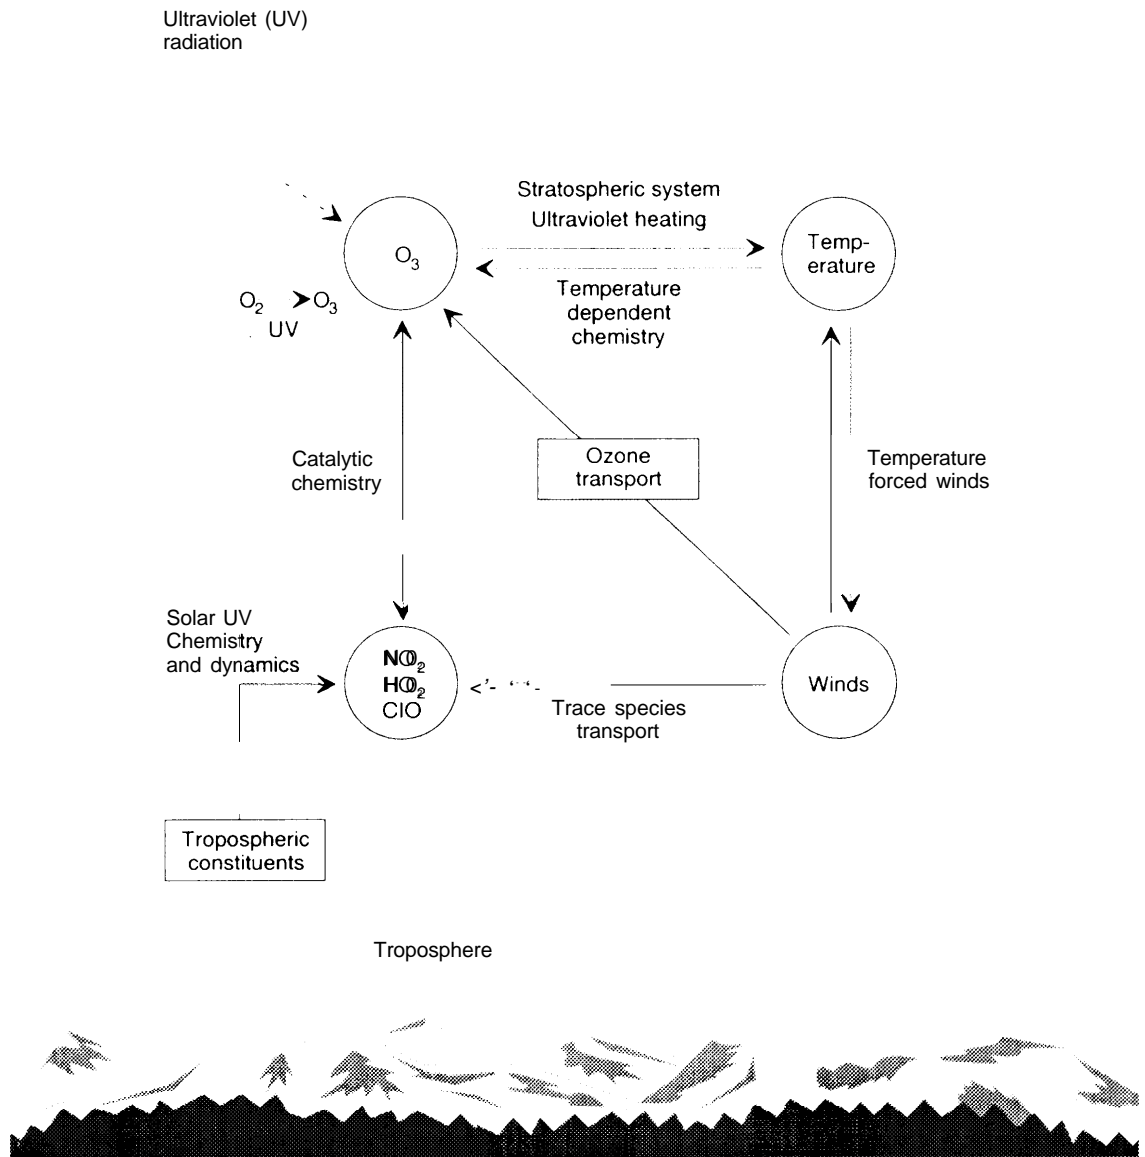 Ultraviolet (UV)
radiation
Stratospheric system
Ultraviolet heating
O₃
Temp-
erature
Temperature
dependent
chemistry
O₂ ➤O₃
UV
Catalytic
chemistry
Ozone
transport
Temperature
forced winds
Solar UV
Chemistry
and dynamics
NO₂
HO₂
ClO
Winds
Trace species
transport
Tropospheric
constituents
Troposphere